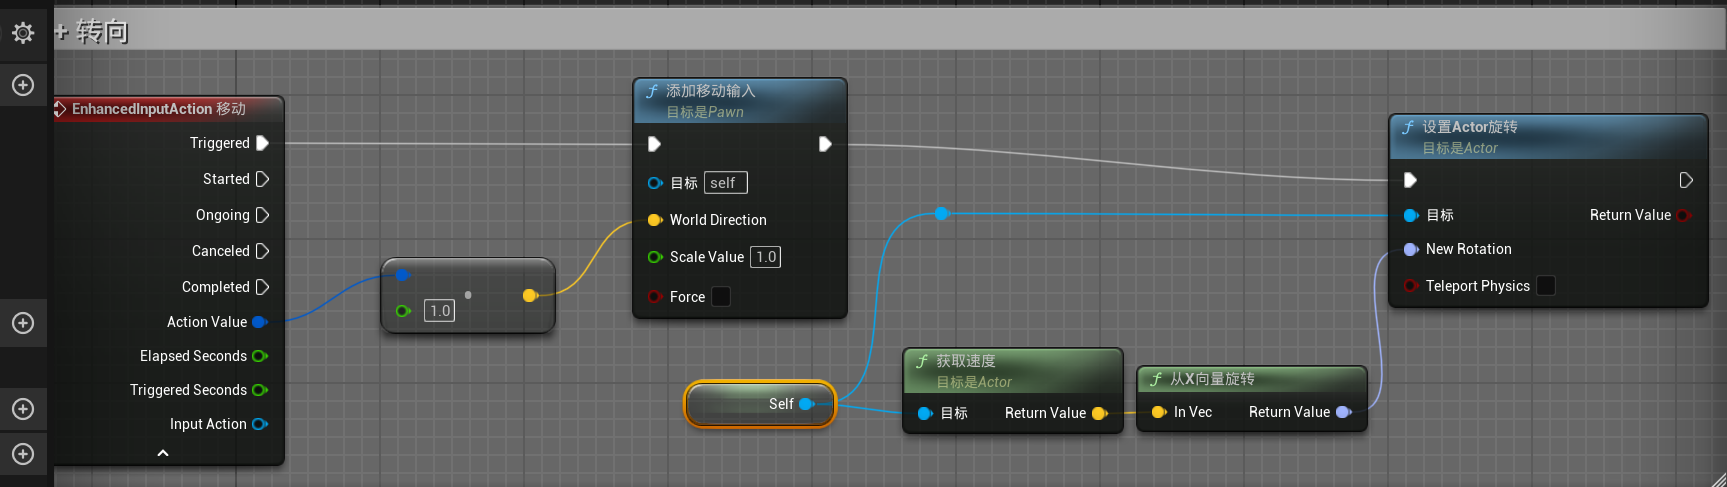 + 转向
EnhancedInputAction 移动
Triggered
Started
Ongoing
Canceled
Completed
Action Value
Elapsed Seconds
Triggered Seconds
Input Action
1.0
f 添加移动输入
目标是Pawn
目标 self
World Direction
Scale Value 1.0
Force
Self
f 获取速度
目标是Actor
目标 Return Value
f 从X向量旋转
In Vec Return Value
f 设置Actor旋转
目标是Actor
目标 Return Value
New Rotation
Teleport Physics